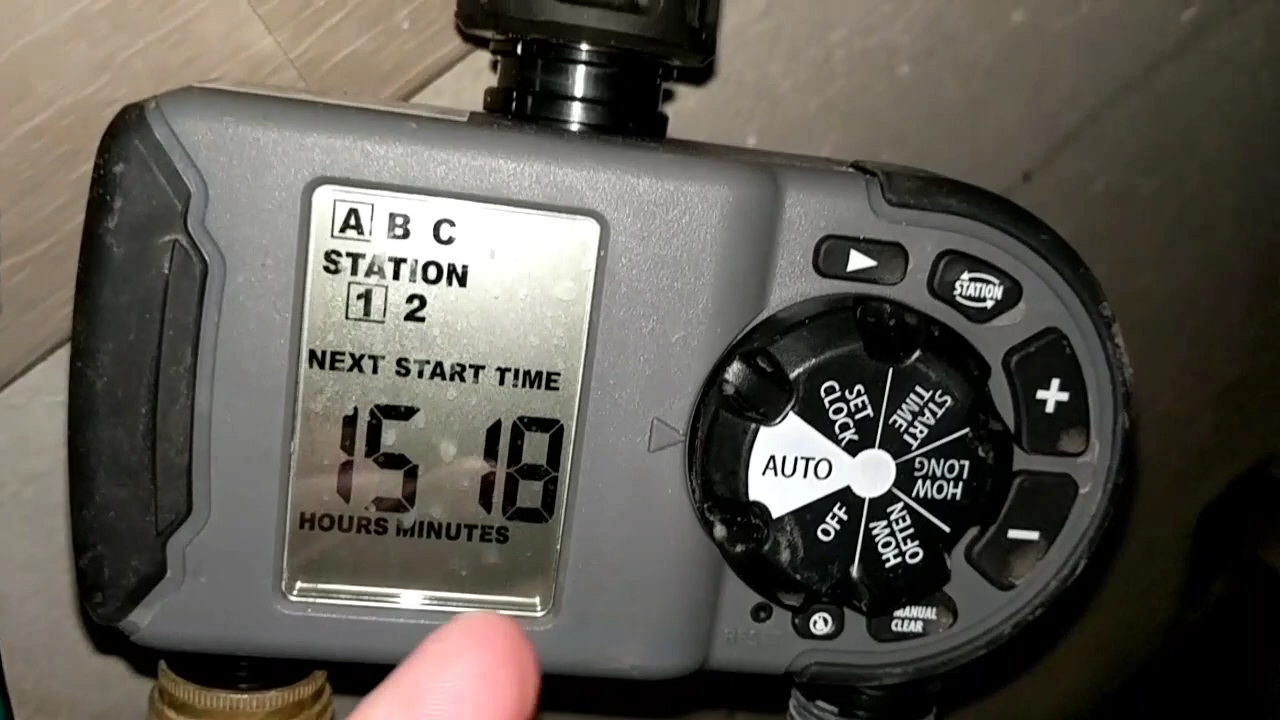 A B C
STATION
1 2
NEXT START TIME
15 18
HOURS MINUTES
STATION
SET
CLOCK
START
TIME
HOW
LONG
HOW
OFTEN
OFF
AUTO
+
-
MANUAL
CLEAR